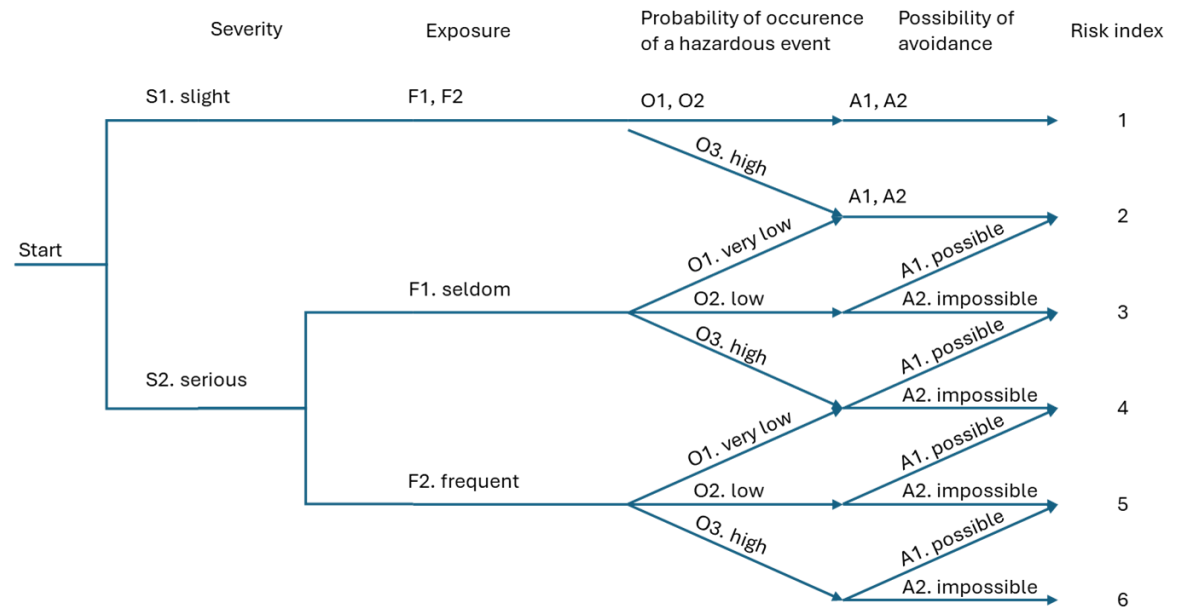 Severity
Exposure
Probability of occurence
of a hazardous event
Possibility of
avoidance
Risk index
S1. slight
F1, F2
O1, O2
A1, A2
1
O3. high
A1, A2
2
Start
O1. very low
A1. possible
F1. seldom
O2. low
A2. impossible
3
O3. high
A1. possible
S2. serious
A2. impossible
4
O1. very low
A1. possible
F2. frequent
O2. low
A2. impossible
5
O3. high
A1. possible
A2. impossible
6